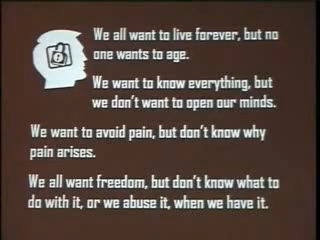 We all want to live forever, but no
one wants to age.
We want to know everything, but
we don't want to open our minds.
We want to avoid pain, but don't know why
pain arises.
We all want freedom, but don't know what to
do with it, or we abuse it, when we have it.